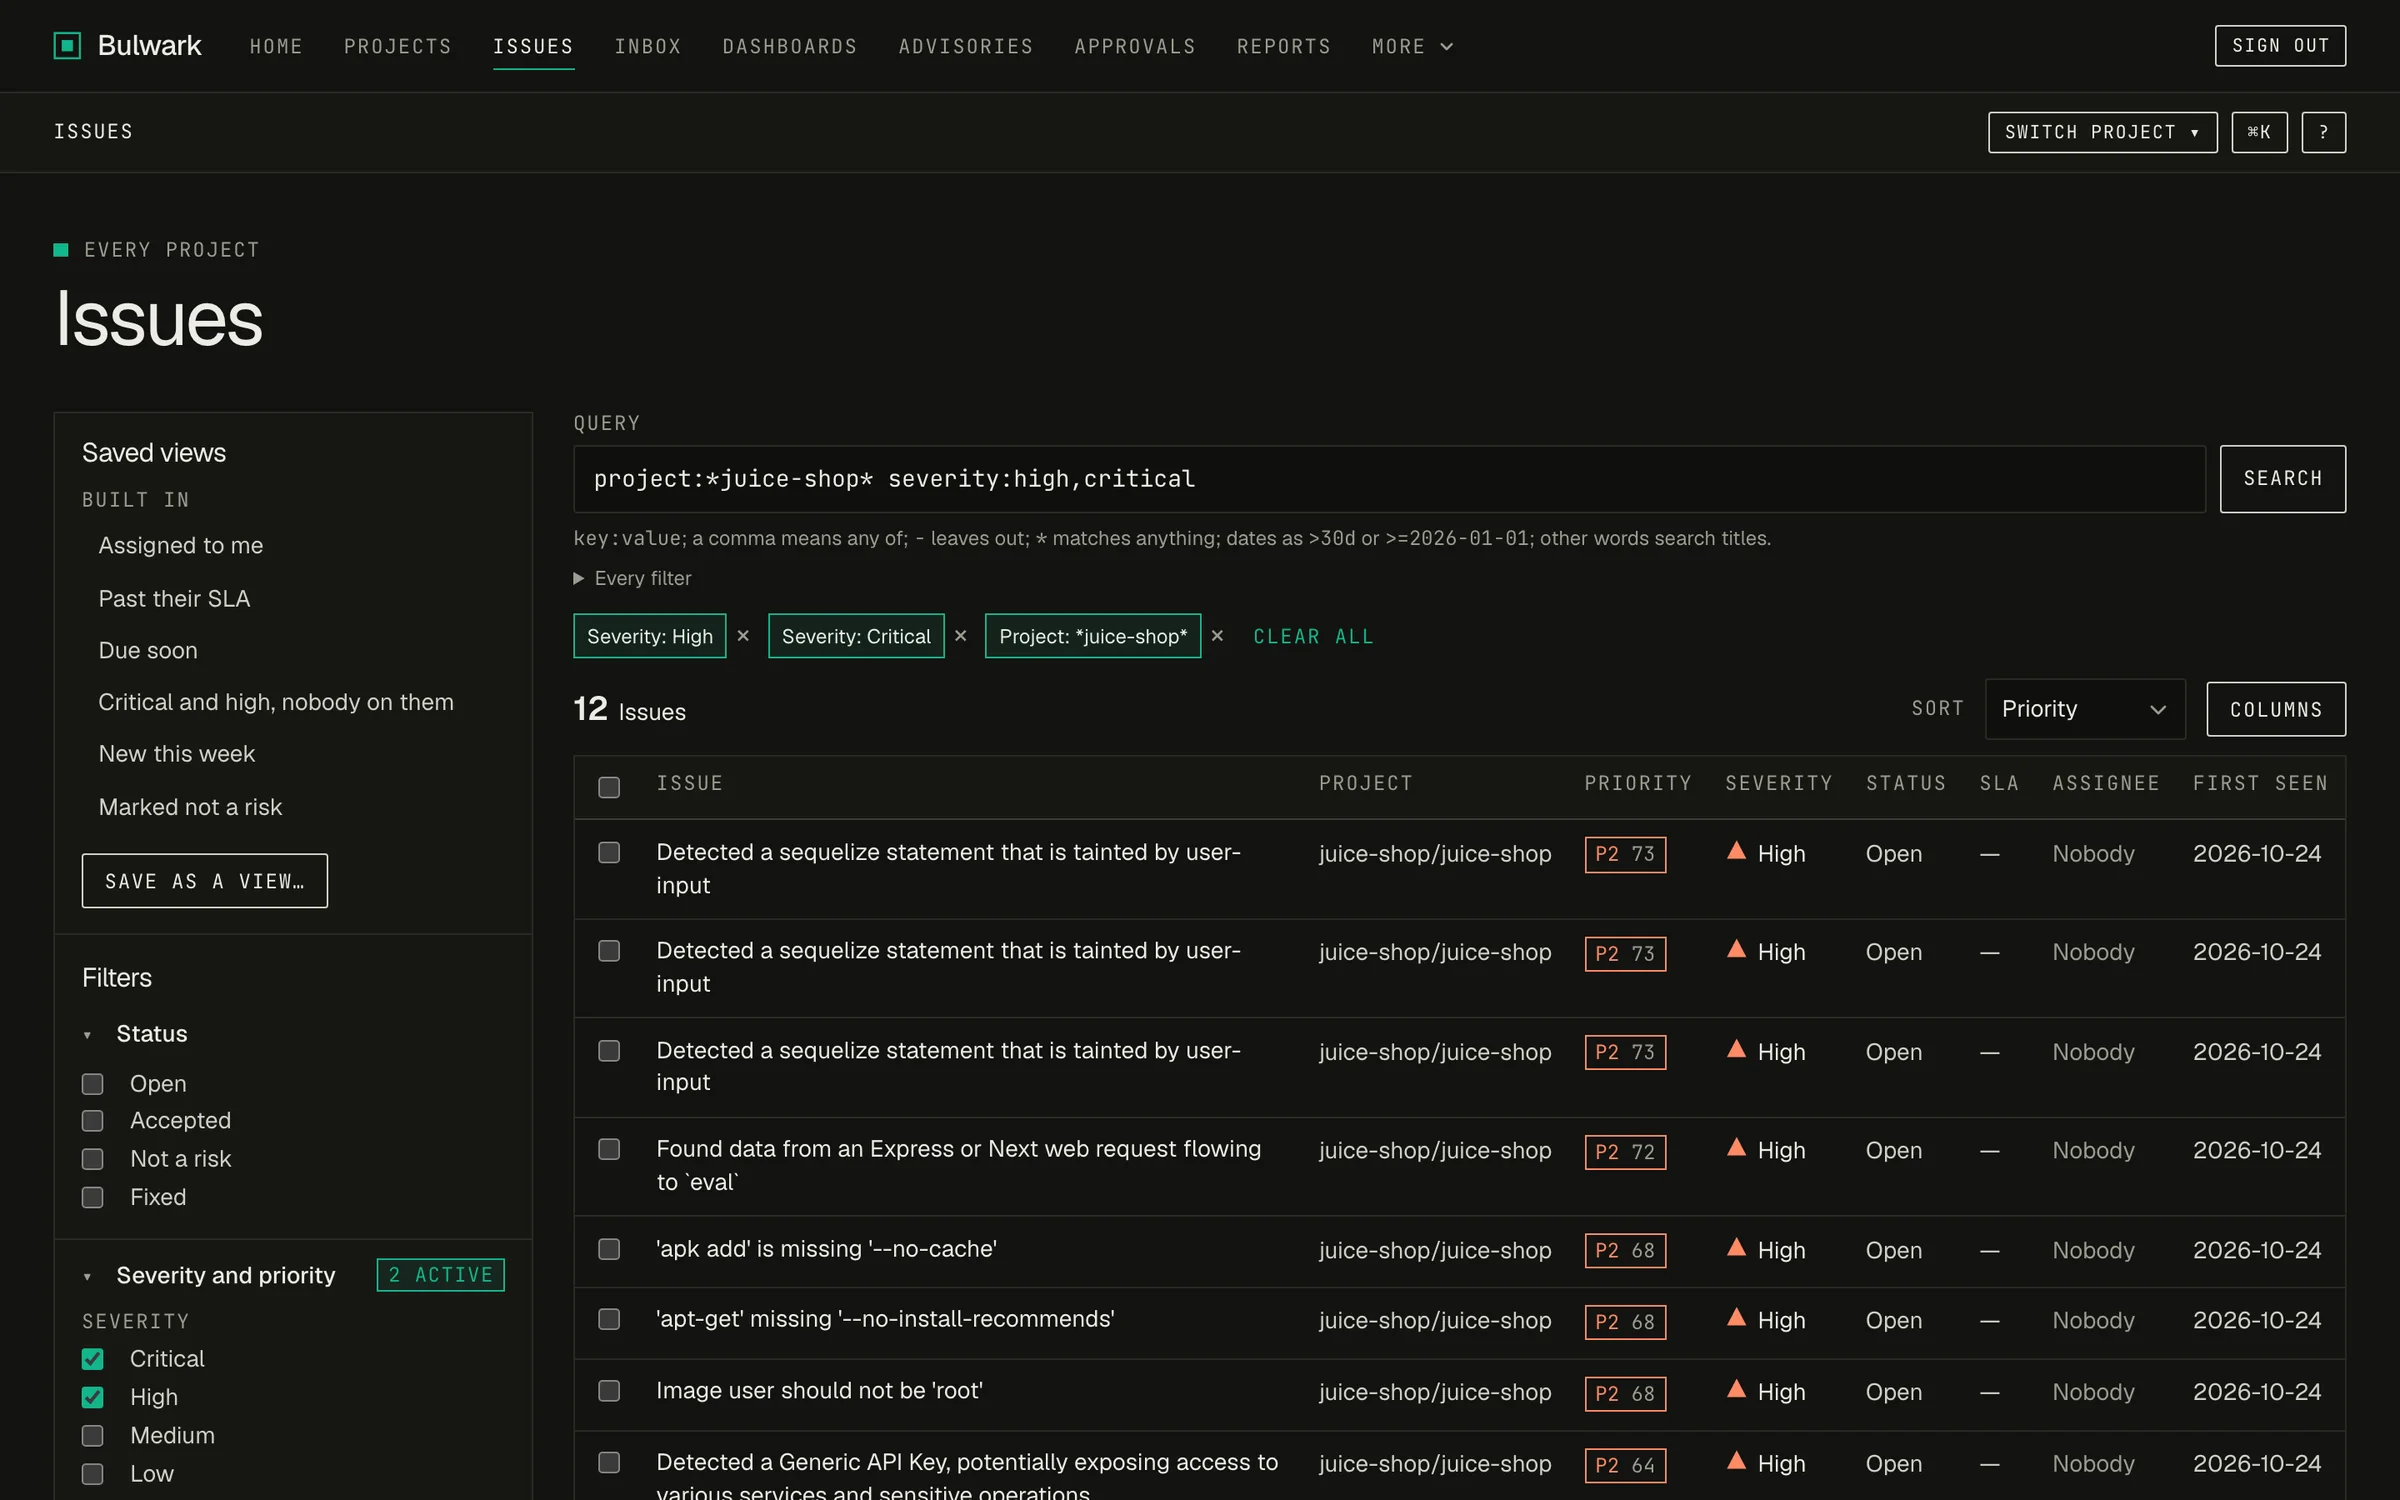 Bulwark HOME PROJECTS ISSUES INBOX DASHBOARDS ADVISORIES APPROVALS REPORTS MORE SIGN OUT
ISSUES SWITCH PROJECT ▾ ⌘K ?
EVERY PROJECT
Issues
Saved views
BUILT IN
Assigned to me
Past their SLA
Due soon
Critical and high, nobody on them
New this week
Marked not a risk
SAVE AS A VIEW…
Filters
Status
Open
Accepted
Not a risk
Fixed
Severity and priority 2 ACTIVE
SEVERITY
Critical
High
Medium
Low
QUERY
project:*juice-shop* severity:high,critical SEARCH
key:value; a comma means any of; - leaves out; * matches anything; dates as >30d or >=2026-01-01; other words search titles.
Every filter
Severity: High × Severity: Critical × Project: *juice-shop* × CLEAR ALL
12 Issues SORT Priority COLUMNS
ISSUE PROJECT PRIORITY SEVERITY STATUS SLA ASSIGNEE FIRST SEEN
Detected a sequelize statement that is tainted by user- juice-shop/juice-shop P2 73 High Open — Nobody 2026-10-24
input
Detected a sequelize statement that is tainted by user- juice-shop/juice-shop P2 73 High Open — Nobody 2026-10-24
input
Detected a sequelize statement that is tainted by user- juice-shop/juice-shop P2 73 High Open — Nobody 2026-10-24
input
Found data from an Express or Next web request flowing juice-shop/juice-shop P2 72 High Open — Nobody 2026-10-24
to `eval`
'apk add' is missing '--no-cache' juice-shop/juice-shop P2 68 High Open — Nobody 2026-10-24
'apt-get' missing '--no-install-recommends' juice-shop/juice-shop P2 68 High Open — Nobody 2026-10-24
Image user should not be 'root' juice-shop/juice-shop P2 68 High Open — Nobody 2026-10-24
Detected a Generic API Key, potentially exposing access to juice-shop/juice-shop P2 64 High Open — Nobody 2026-10-24
various services and sensitive operations